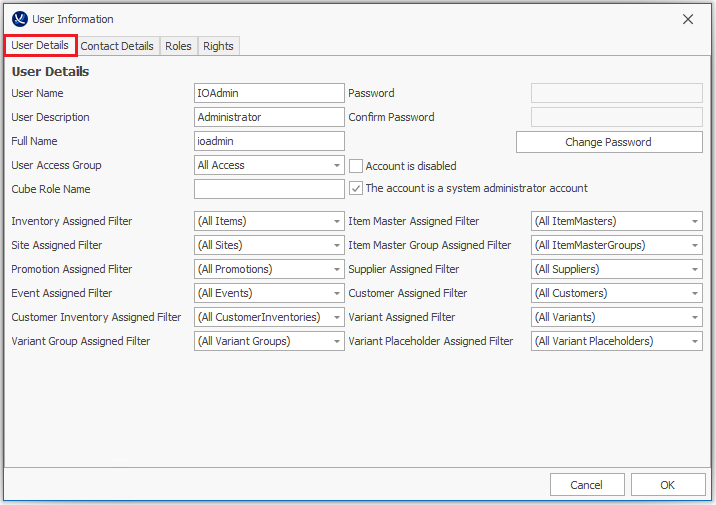 User Information
User Details Contact Details Roles Rights
User Details
User Name IOAdmin Password
User Description Administrator Confirm Password
Full Name ioadmin Change Password
User Access Group All Access Account is disabled
Cube Role Name The account is a system administrator account
Inventory Assigned Filter (All Items) Item Master Assigned Filter (All ItemMasters)
Site Assigned Filter (All Sites) Item Master Group Assigned Filter (All ItemMasterGroups)
Promotion Assigned Fliter (All Promotions) Supplier Assigned Filter (All Suppliers)
Event Assigned Filter (All Events) Customer Assigned Filter (All Customers)
Customer Inventory Assigned Filter (All CustomerInventories) Variant Assigned Filter (All Variants)
Variant Group Assigned Filter (All Variant Groups) Variant Placeholder Assigned Filter (All Variant Placeholders)
Cancel OK